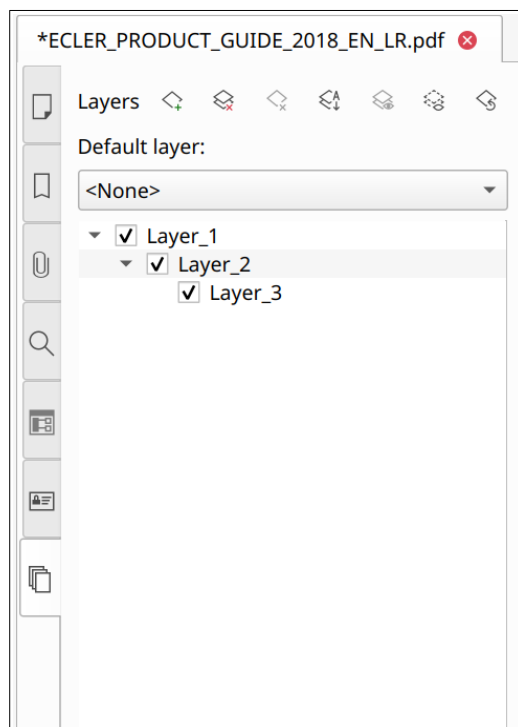 *ECLER_PRODUCT_GUIDE_2018_EN_LR.pdf
Layers
Default layer:
<None>
Layer_1
Layer_2
Layer_3